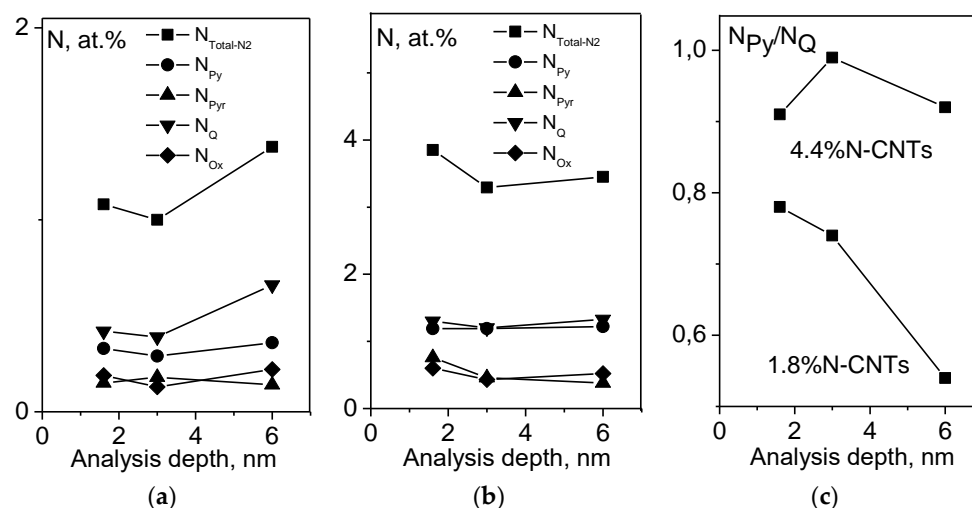 2
N, at.%
N_Total-N2
N_Py
N_Pyr
N_Q
N_Ox
0
0 2 4 6
Analysis depth, nm
(a)
N, at.%
N_Total-N2
N_Py
N_Pyr
N_Q
N_Ox
4
2
0
0 2 4 6
Analysis depth, nm
(b)
N_Py/N_Q
1,0
4.4%N-CNTs
0,8
0,6
1.8%N-CNTs
0 2 4 6
Analysis depth, nm
(c)